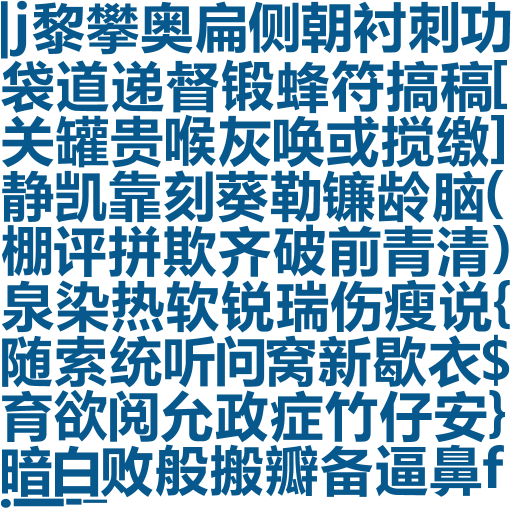 |j黎攀奥扁侧朝衬刺功
袋道递督锻蜂符搞稿[
关罐贵喉灰唤或搅缴]
静凯靠刻葵勒镰龄脑(
棚评拼欺齐破前青清)
泉染热软锐瑞伤瘦说{
随索统听问窝新歇衣$
育欲阅允政症竹仔安}
暗白败般搬瓣备逼鼻f